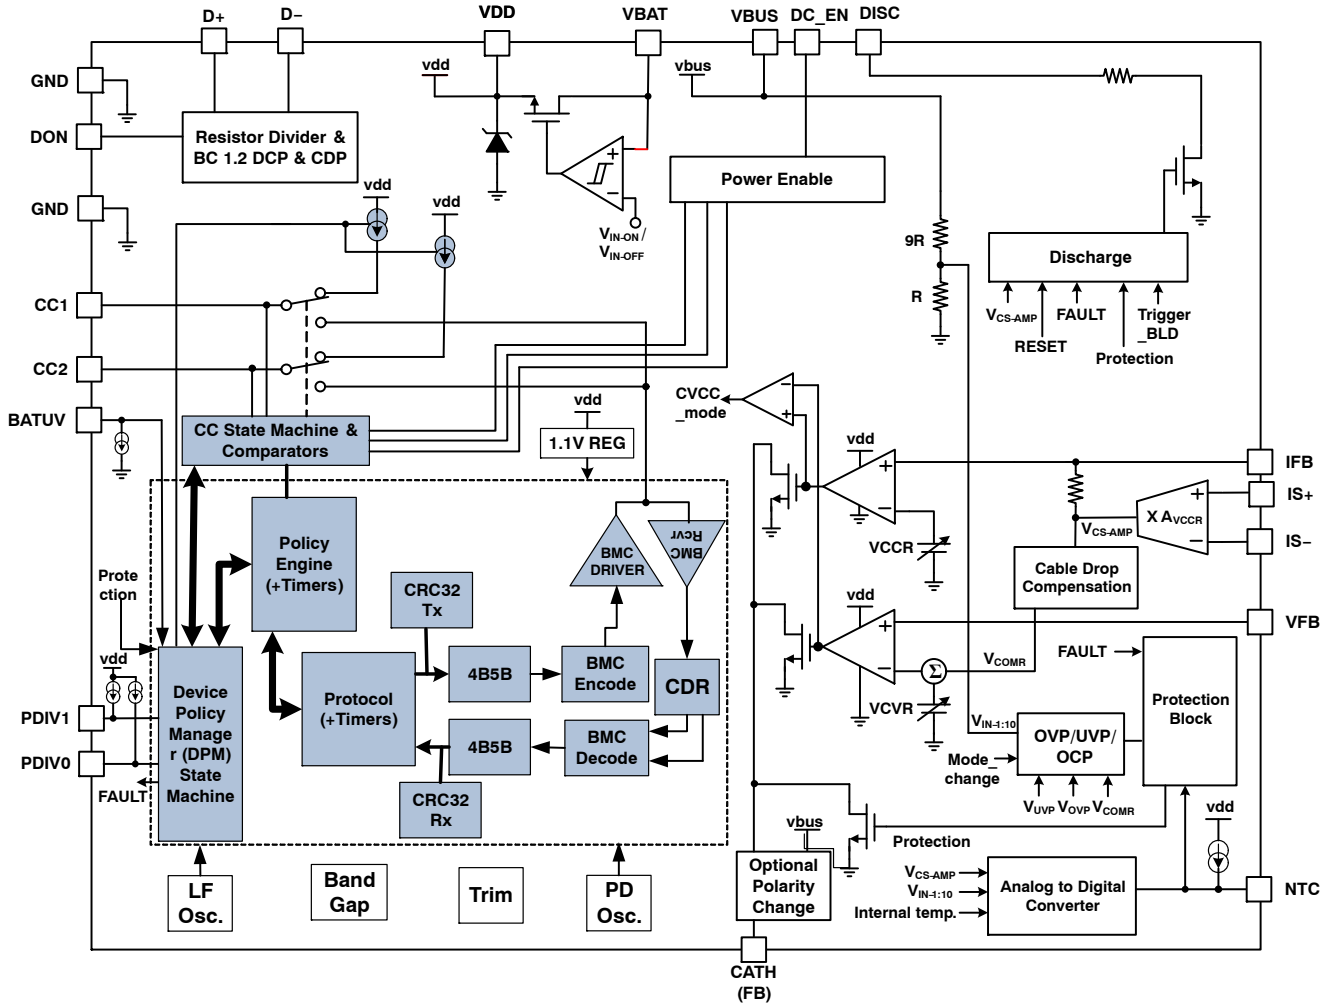 D+
D−
VDD
VBAT
VBUS
DC_EN
DISC
GND
DON
GND
CC1
CC2
BATUV
PDIV1
PDIV0
IFB
IS+
IS−
VFB
NTC
CATH
(FB)
Resistor Divider &
BC 1.2 DCP & CDP
vdd
vdd
vdd
+
−
VIN-ON /
VIN-OFF
vbus
Power Enable
9R
R
Discharge
VCS-AMP
RESET
FAULT
Protection
Trigger
_BLD
CC State Machine &
Comparators
vdd
1.1V REG
CVCC
_mode
−
+
vdd
+
−
VCCR
VCS-AMP
X AVCCR
+
−
Cable Drop
Compensation
vdd
+
−
Σ
VCOMR
VCVR
VIN-1:10
FAULT
Protection
Block
OVP/UVP/
OCP
Mode_
change
VUVP
VOVP
VCOMR
vdd
Protection
vbus
Optional
Polarity
Change
VCS-AMP
VIN-1:10
Internal temp.
Analog to Digital
Converter
Policy
Engine
(+Timers)
Prote
ction
vdd
Device
Policy
Manage
r (DPM)
State
Machine
FAULT
Protocol
(+Timers)
CRC32
Tx
CRC32
Rx
4B5B
4B5B
BMC
Encode
BMC
Decode
BMC
DRIVER
BMC
Rcvr
CDR
LF
Osc.
Band
Gap
Trim
PD
Osc.